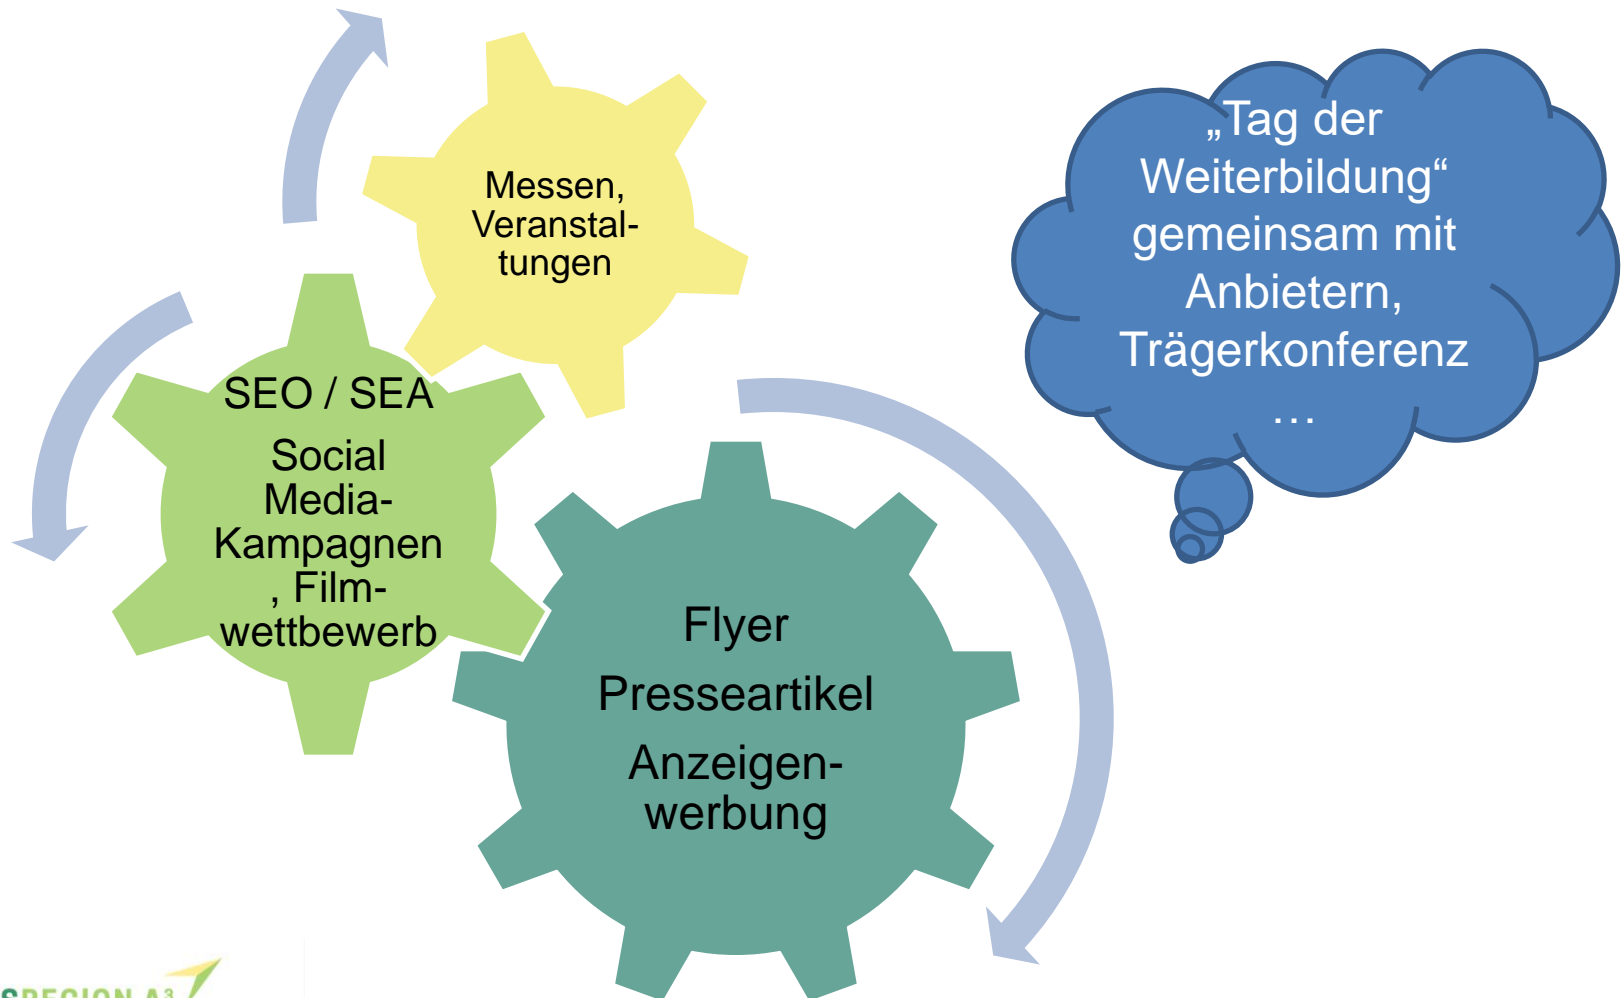 Messen,
Veranstal-
tungen
SEO / SEA
Social
Media-
Kampagnen
, Film-
wettbewerb
Flyer
Presseartikel
Anzeigen-
werbung
„Tag der
Weiterbildung“
gemeinsam mit
Anbietern,
Trägerkonferenz
…
A³